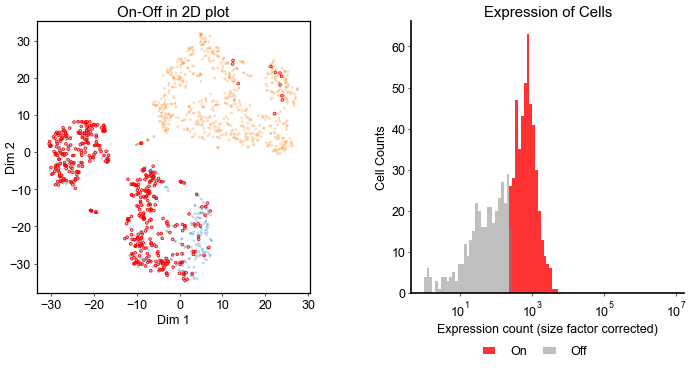 On-Off in 2D plot
30
20
10
0
−10
−20
−30
Dim 2
−30 −20 −10 0 10 20 30
Dim 1
Expression of Cells
60
50
40
30
20
10
0
Cell Counts
10^1 10^3 10^5 10^7
Expression count (size factor corrected)
On Off